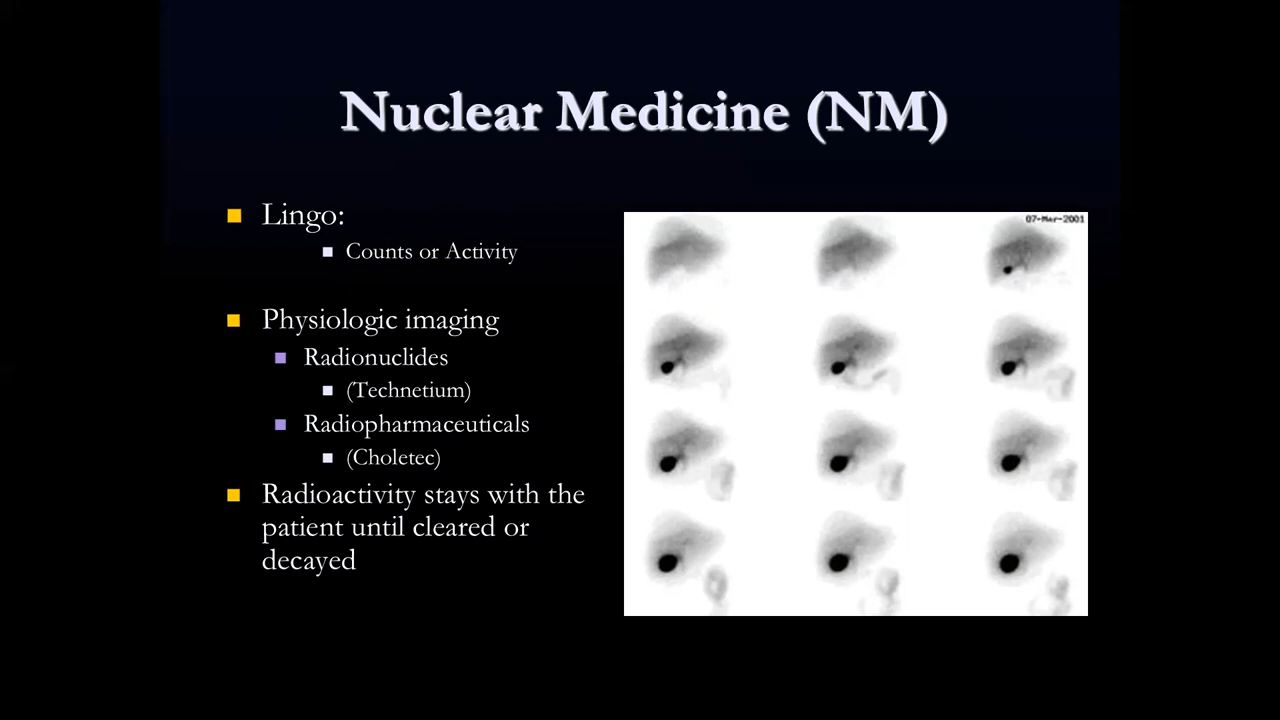 Nuclear Medicine (NM)
Lingo:
Counts or Activity
Physiologic imaging
Radionuclides
(Technetium)
Radiopharmaceuticals
(Choletec)
Radioactivity stays with the
patient until cleared or
decayed
07-Mar-2001